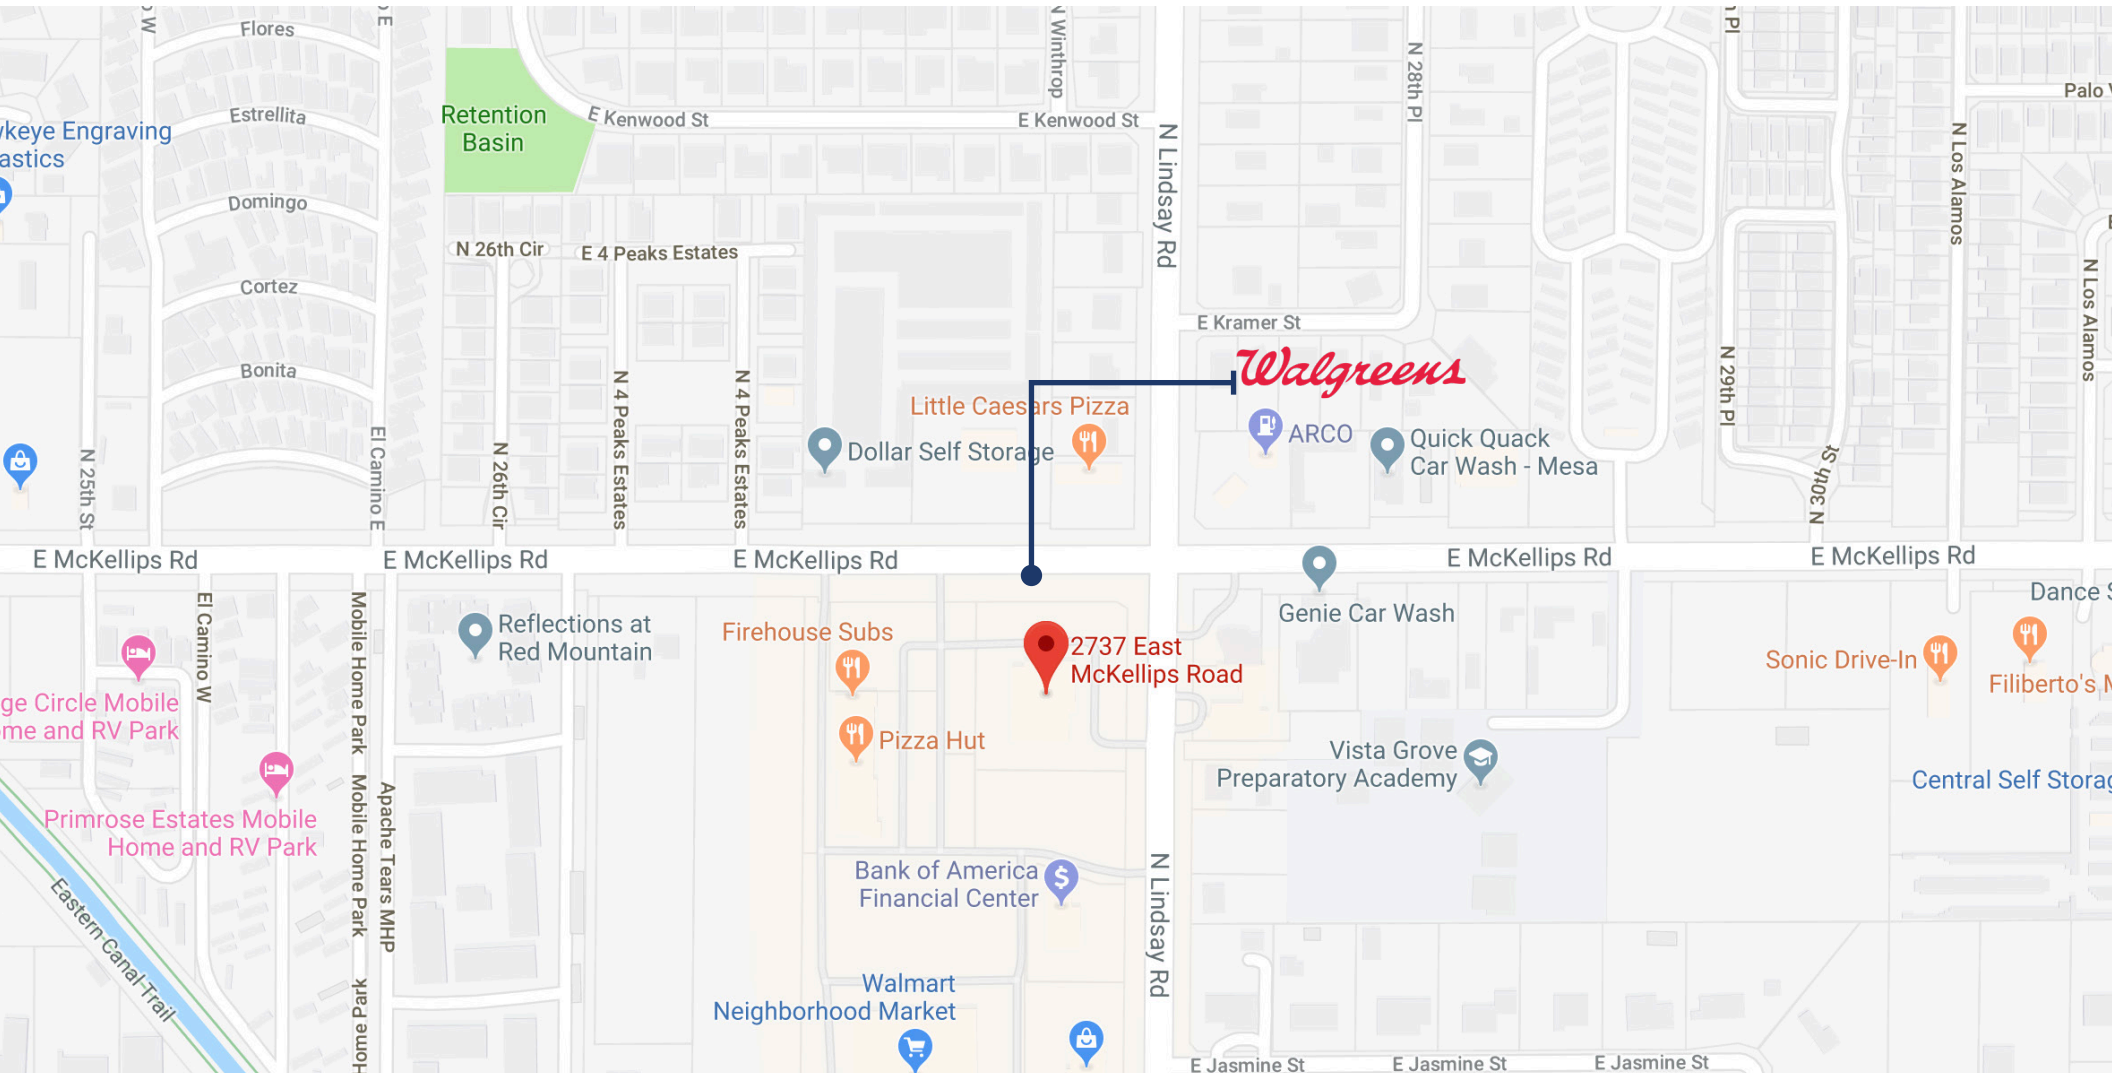 W
Flores
E
Estrellita
Domingo
Cortez
Bonita
keye Engraving
astics
Retention
Basin
E Kenwood St
E Kenwood St
N Winthrop
N Lindsay Rd
N 28th Pl
Pl
Palo V
N Los Alamos
N Los Alamos
N 26th Cir
E 4 Peaks Estates
E Kramer St
Walgreens
N 29th Pl
N 30th St
N 25th St
El Camino E
N 26th Cir
N 4 Peaks Estates
N 4 Peaks Estates
Little Caesars Pizza
Dollar Self Storage
ARCO
Quick Quack
Car Wash - Mesa
E McKellips Rd
E McKellips Rd
E McKellips Rd
E McKellips Rd
E McKellips Rd
El Camino W
Mobile Home Park
Mobile Home Park
Home Park
Apache Tears MHP
Reflections at
Red Mountain
Firehouse Subs
2737 East
McKellips Road
Genie Car Wash
Dance S
Sonic Drive-In
Filiberto's M
ge Circle Mobile
ome and RV Park
Pizza Hut
Vista Grove
Preparatory Academy
Central Self Storag
Primrose Estates Mobile
Home and RV Park
Eastern Canal Trail
Bank of America
Financial Center
$
N Lindsay Rd
Walmart
Neighborhood Market
E Jasmine St
E Jasmine St
E Jasmine St